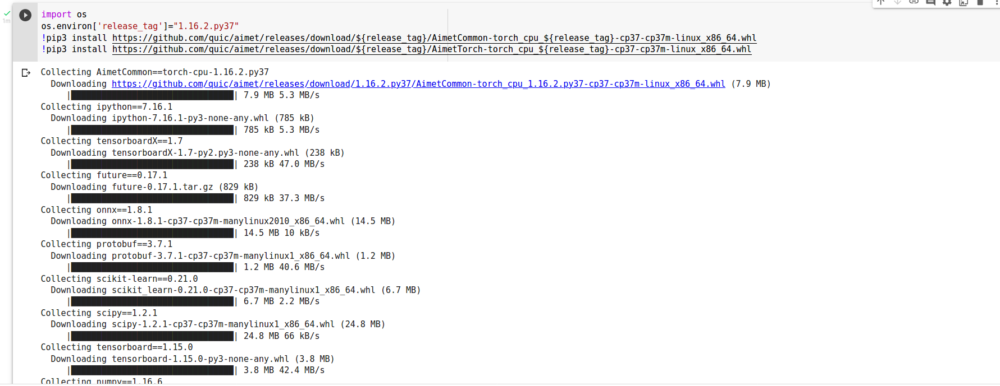 import os
1m
os.environ['release_tag']="1.16.2.py37"
!pip3 install https://github.com/quic/aimet/releases/download/${release_tag}/AimetCommon-torch_cpu_${release_tag}-cp37-cp37m-linux_x86_64.whl
!pip3 install https://github.com/quic/aimet/releases/download/${release_tag}/AimetTorch-torch_cpu_${release_tag}-cp37-cp37m-linux_x86_64.whl
Collecting AimetCommon==torch-cpu-1.16.2.py37
Downloading https://github.com/quic/aimet/releases/download/1.16.2.py37/AimetCommon-torch_cpu_1.16.2.py37-cp37-cp37m-linux_x86_64.whl (7.9 MB)
|████████████████████████████████| 7.9 MB 5.3 MB/s
Collecting ipython==7.16.1
Downloading ipython-7.16.1-py3-none-any.whl (785 kB)
|████████████████████████████████| 785 kB 5.3 MB/s
Collecting tensorboardX==1.7
Downloading tensorboardX-1.7-py2.py3-none-any.whl (238 kB)
|████████████████████████████████| 238 kB 47.0 MB/s
Collecting future==0.17.1
Downloading future-0.17.1.tar.gz (829 kB)
|████████████████████████████████| 829 kB 37.3 MB/s
Collecting onnx==1.8.1
Downloading onnx-1.8.1-cp37-cp37m-manylinux2010_x86_64.whl (14.5 MB)
|████████████████████████████████| 14.5 MB 10 kB/s
Collecting protobuf==3.7.1
Downloading protobuf-3.7.1-cp37-cp37m-manylinux1_x86_64.whl (1.2 MB)
|████████████████████████████████| 1.2 MB 40.6 MB/s
Collecting scikit-learn==0.21.0
Downloading scikit_learn-0.21.0-cp37-cp37m-manylinux1_x86_64.whl (6.7 MB)
|████████████████████████████████| 6.7 MB 2.2 MB/s
Collecting scipy==1.2.1
Downloading scipy-1.2.1-cp37-cp37m-manylinux1_x86_64.whl (24.8 MB)
|████████████████████████████████| 24.8 MB 66 kB/s
Collecting tensorboard==1.15.0
Downloading tensorboard-1.15.0-py3-none-any.whl (3.8 MB)
|████████████████████████████████| 3.8 MB 42.4 MB/s
Collecting numpy==1.16.6